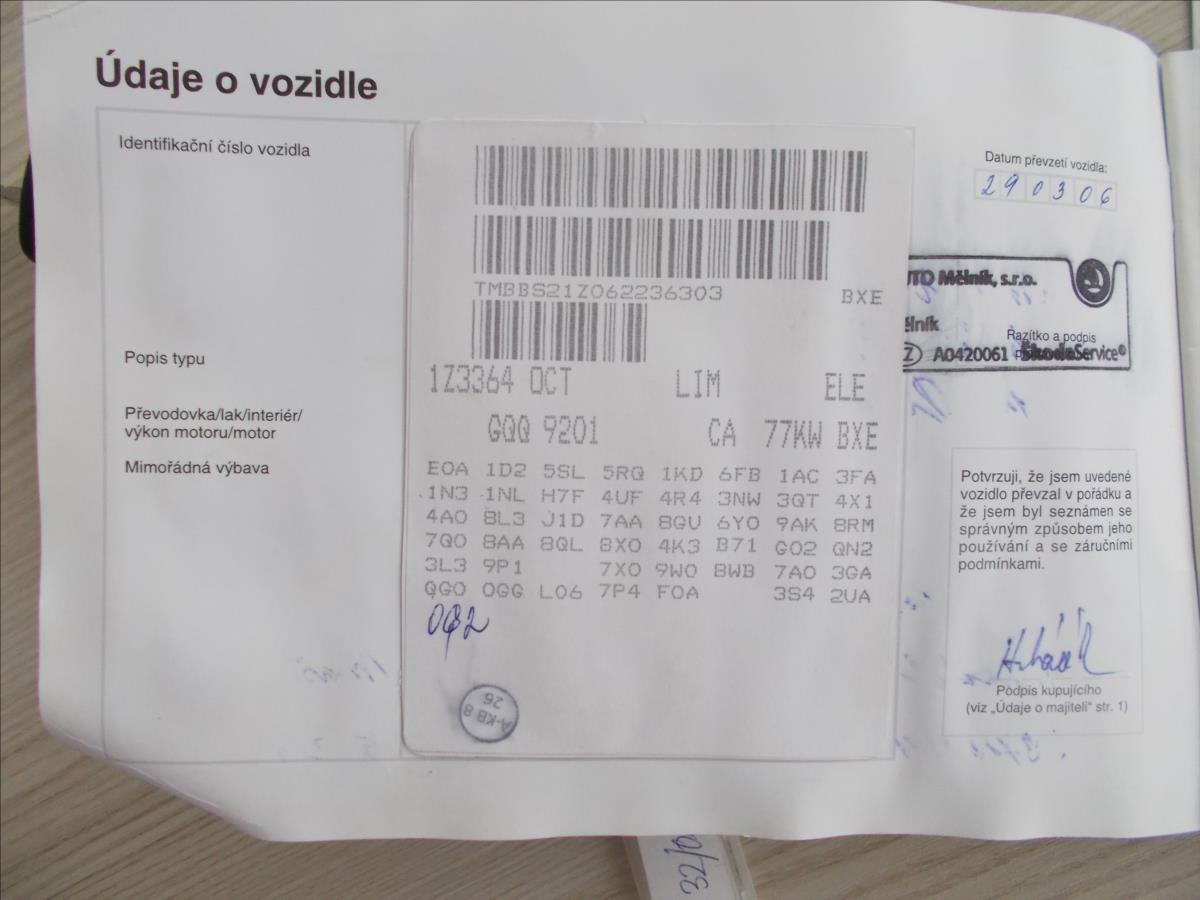 Údaje o vozidle
Identifikační číslo vozidla
TMBBS21Z062236303 BXE
Popis typu
1Z3364 OCT LIM ELE
Převodovka/lak/interiér/
výkon motoru/motor
GQQ 9201 CA 77KW BXE
Mimořádná výbava
E0A 1D2 5SL 5RQ 1KD 6FB 1AC 3FA
1N3 1NL H7F 4UF 4R4 3NW 3QT 4X1
4A0 8L3 J1D 7AA 8GU 6Y0 9AK 8RM
7Q0 8AA 8QL 8X0 4K3 B71 G02 QN2
3L3 9P1 7X0 9W0 8WB 7A0 3GA
QG0 0GG L06 7P4 F0A 3S4 2UA
A-KB 8
26
Datum převzetí vozidla:
290306
Mělník, s.r.o.
Razítko a podpis
A0420061 ŠkodaService®
Potvrzuji, že jsem uvedené
vozidlo převzal v pořádku a
že jsem byl seznámen se
správným způsobem jeho
používání a se záručními
podmínkami.
Podpis kupujícího
(viz „Údaje o majiteli“ str. 1)